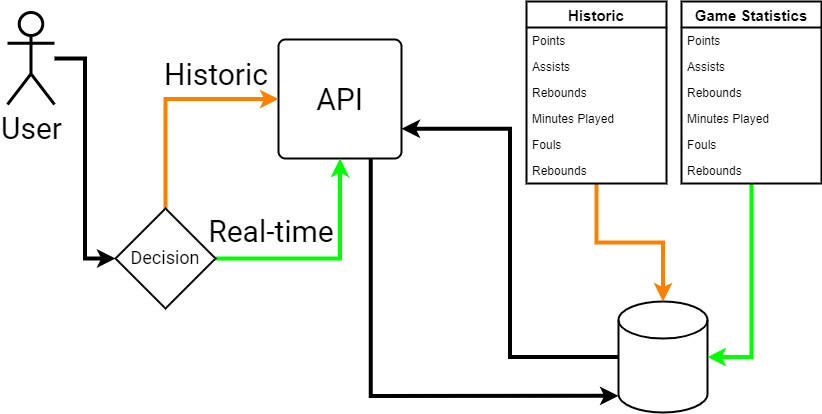 User
Historic
Decision
Real-time
API
Historic
Points
Assists
Rebounds
Minutes Played
Fouls
Rebounds
Game Statistics
Points
Assists
Rebounds
Minutes Played
Fouls
Rebounds